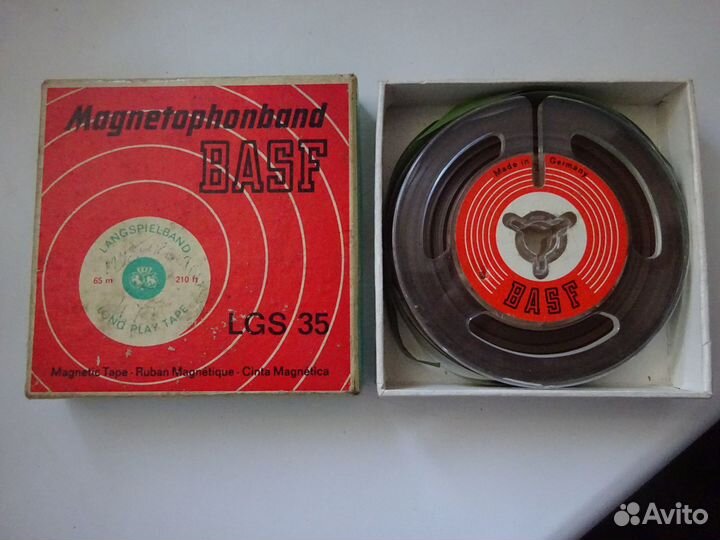 Magnetophonband
BASF
LANGSPIELBAND
65 m
210 ft
LONG PLAY TAPE
LGS 35
Magnetic Tape - Ruban Magnétique - Cinta Magnética
Made in Germany
BASF
Avito